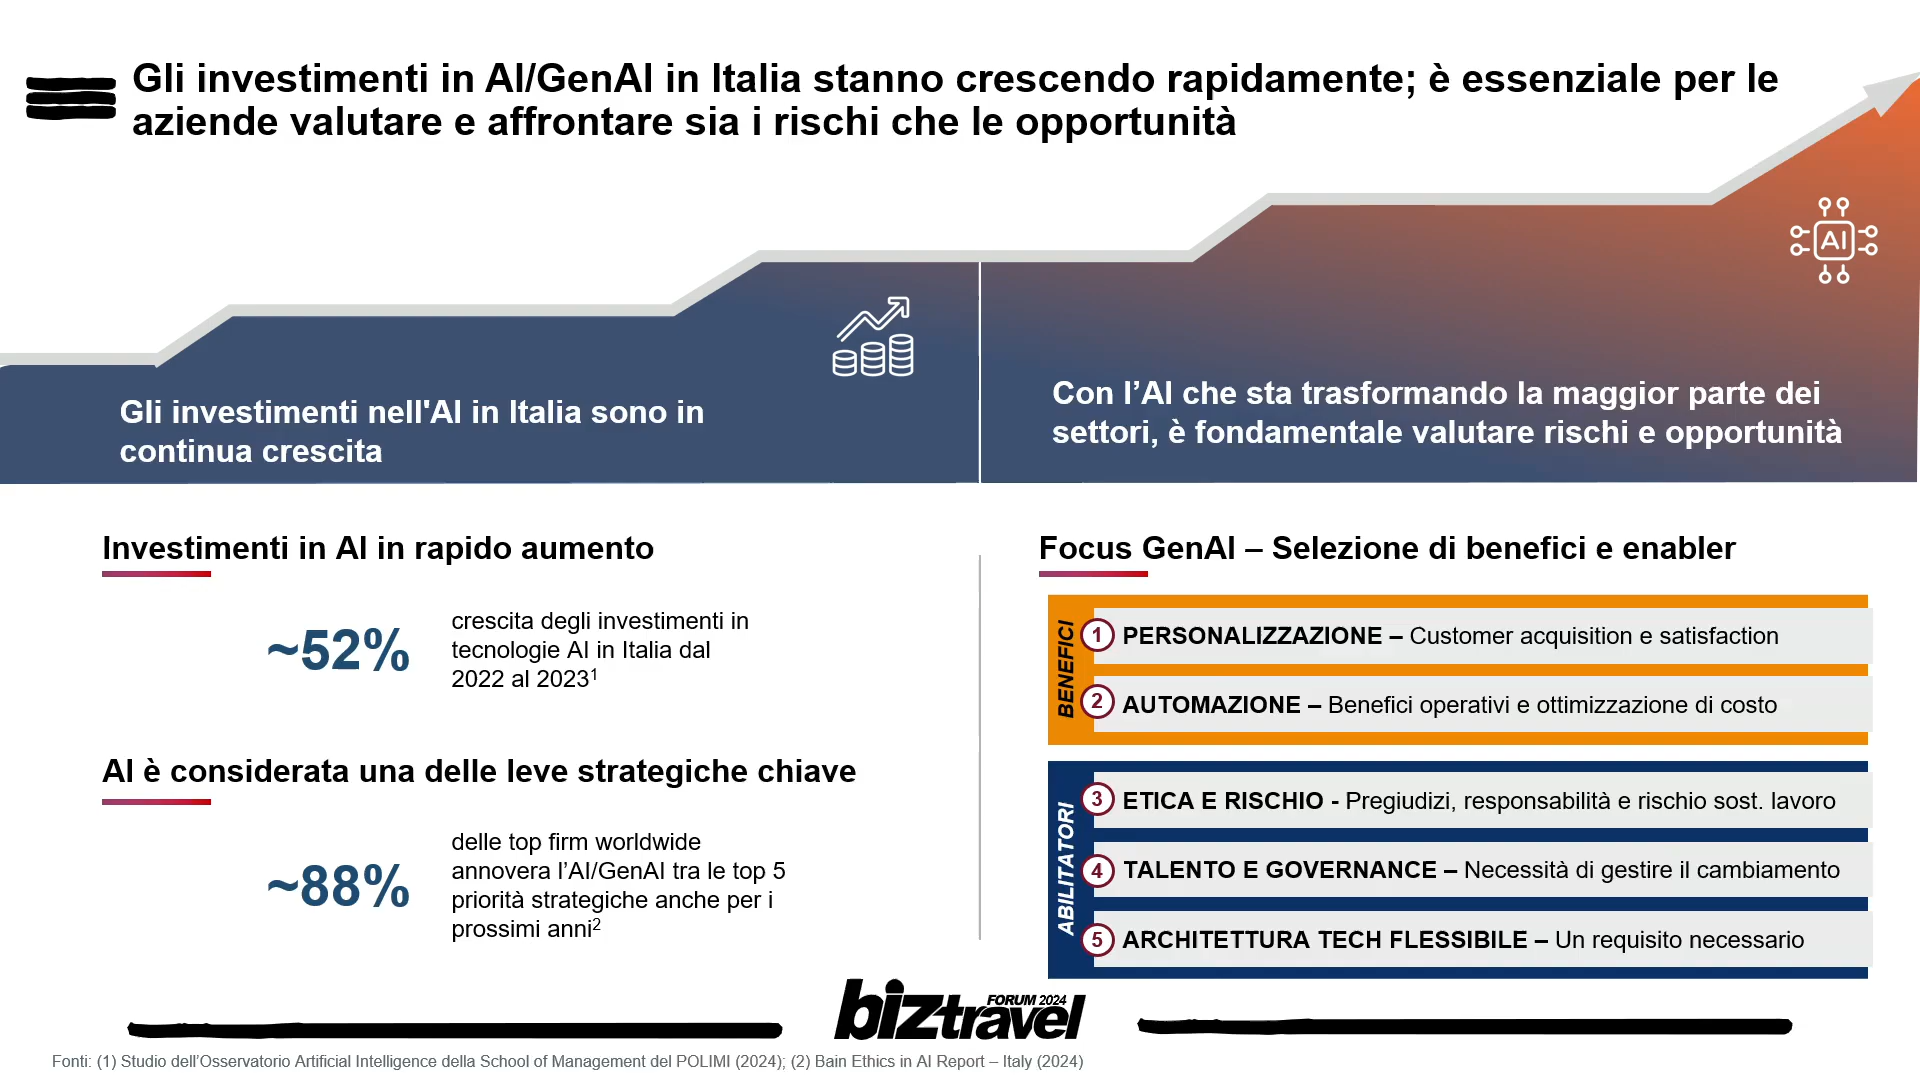 Gli investimenti in AI/GenAI in Italia stanno crescendo rapidamente; è essenziale per le
aziende valutare e affrontare sia i rischi che le opportunità
AI
Gli investimenti nell'AI in Italia sono in
continua crescita
Con l’AI che sta trasformando la maggior parte dei
settori, è fondamentale valutare rischi e opportunità
Investimenti in AI in rapido aumento
~52%
crescita degli investimenti in
tecnologie AI in Italia dal
2022 al 2023¹
AI è considerata una delle leve strategiche chiave
~88%
delle top firm worldwide
annovera l’AI/GenAI tra le top 5
priorità strategiche anche per i
prossimi anni²
Focus GenAI – Selezione di benefici e enabler
BENEFICI
1 PERSONALIZZAZIONE – Customer acquisition e satisfaction
2 AUTOMAZIONE – Benefici operativi e ottimizzazione di costo
ABILITATORI
3 ETICA E RISCHIO - Pregiudizi, responsabilità e rischio sost. lavoro
4 TALENTO E GOVERNANCE – Necessità di gestire il cambiamento
5 ARCHITETTURA TECH FLESSIBILE – Un requisito necessario
biztravel FORUM 2024
Fonti: (1) Studio dell’Osservatorio Artificial Intelligence della School of Management del POLIMI (2024); (2) Bain Ethics in AI Report – Italy (2024)